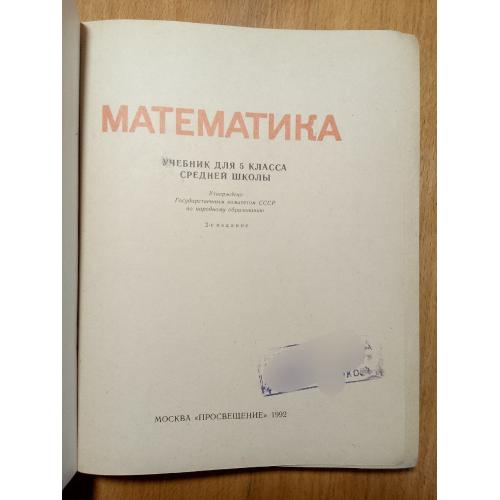 МАТЕМАТИКА
УЧЕБНИК ДЛЯ 5 КЛАССА
СРЕДНЕЙ ШКОЛЫ
Утверждено
Государственным комитетом СССР
по народному образованию
2-е издание
МОСКВА «ПРОСВЕЩЕНИЕ» 1992